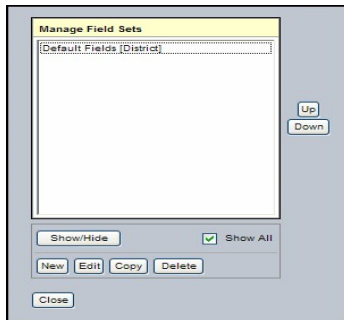 Manage Field Sets
Default Fields [District]
Up
Down
Show/Hide
Show All
New Edit Copy Delete
Close